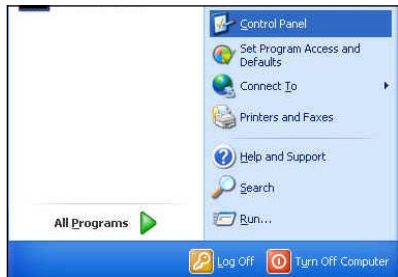 Control Panel
Set Program Access and
Defaults
Connect To
Printers and Faxes
Help and Support
Search
Run...
All Programs
Log Off
Turn Off Computer